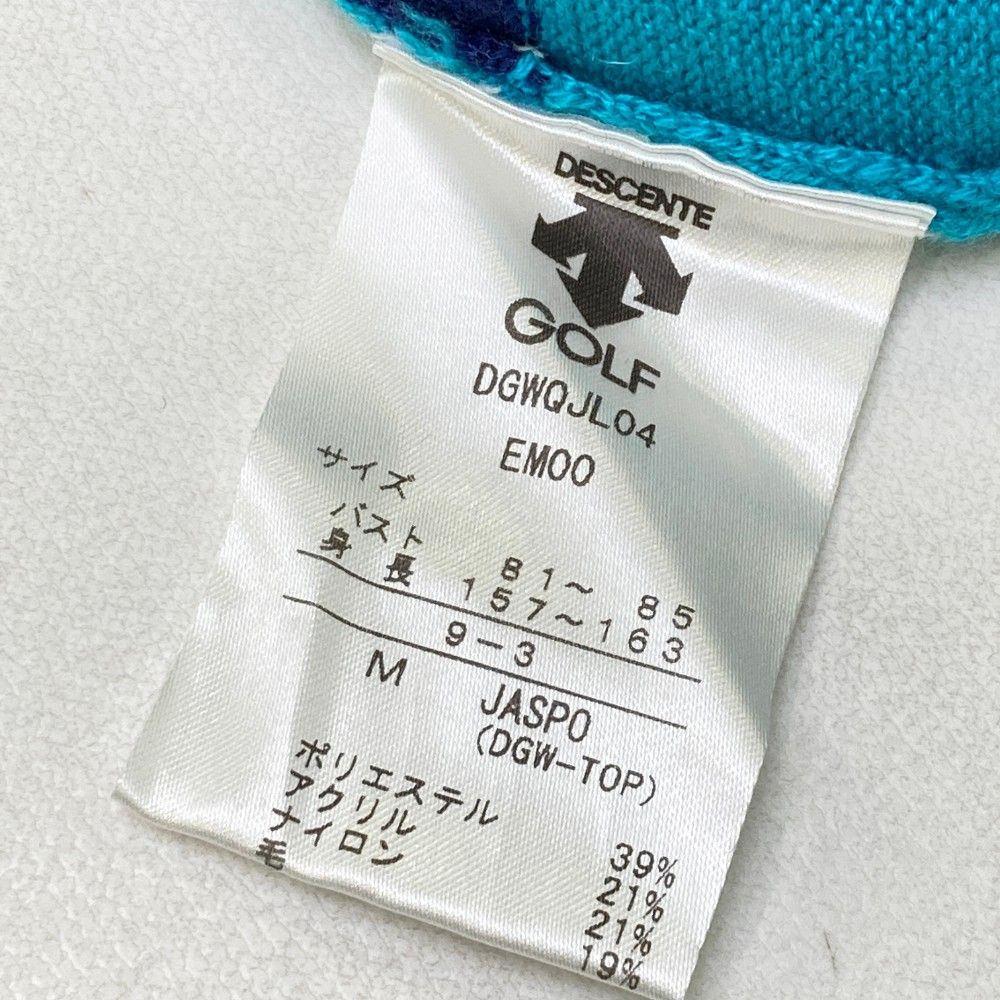 DESCENTE
GOLF
DGWQJL04
EM00
サイズ
バスト 81～ 85
身 長 157～163
9-3
M JASPO
(DGW-TOP)
ポリエステル 39%
アクリル 21%
ナイロン 21%
毛 19%